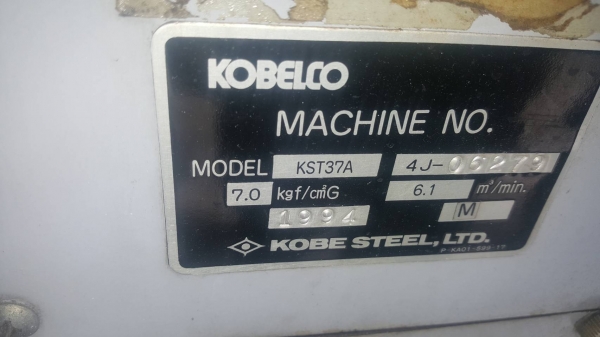 KOBELCO
MACHINE NO.
MODEL KST37A 4J-05279
7.0 kgf/cm²G 6.1 m³/min.
1994 M
KOBE STEEL, LTD.